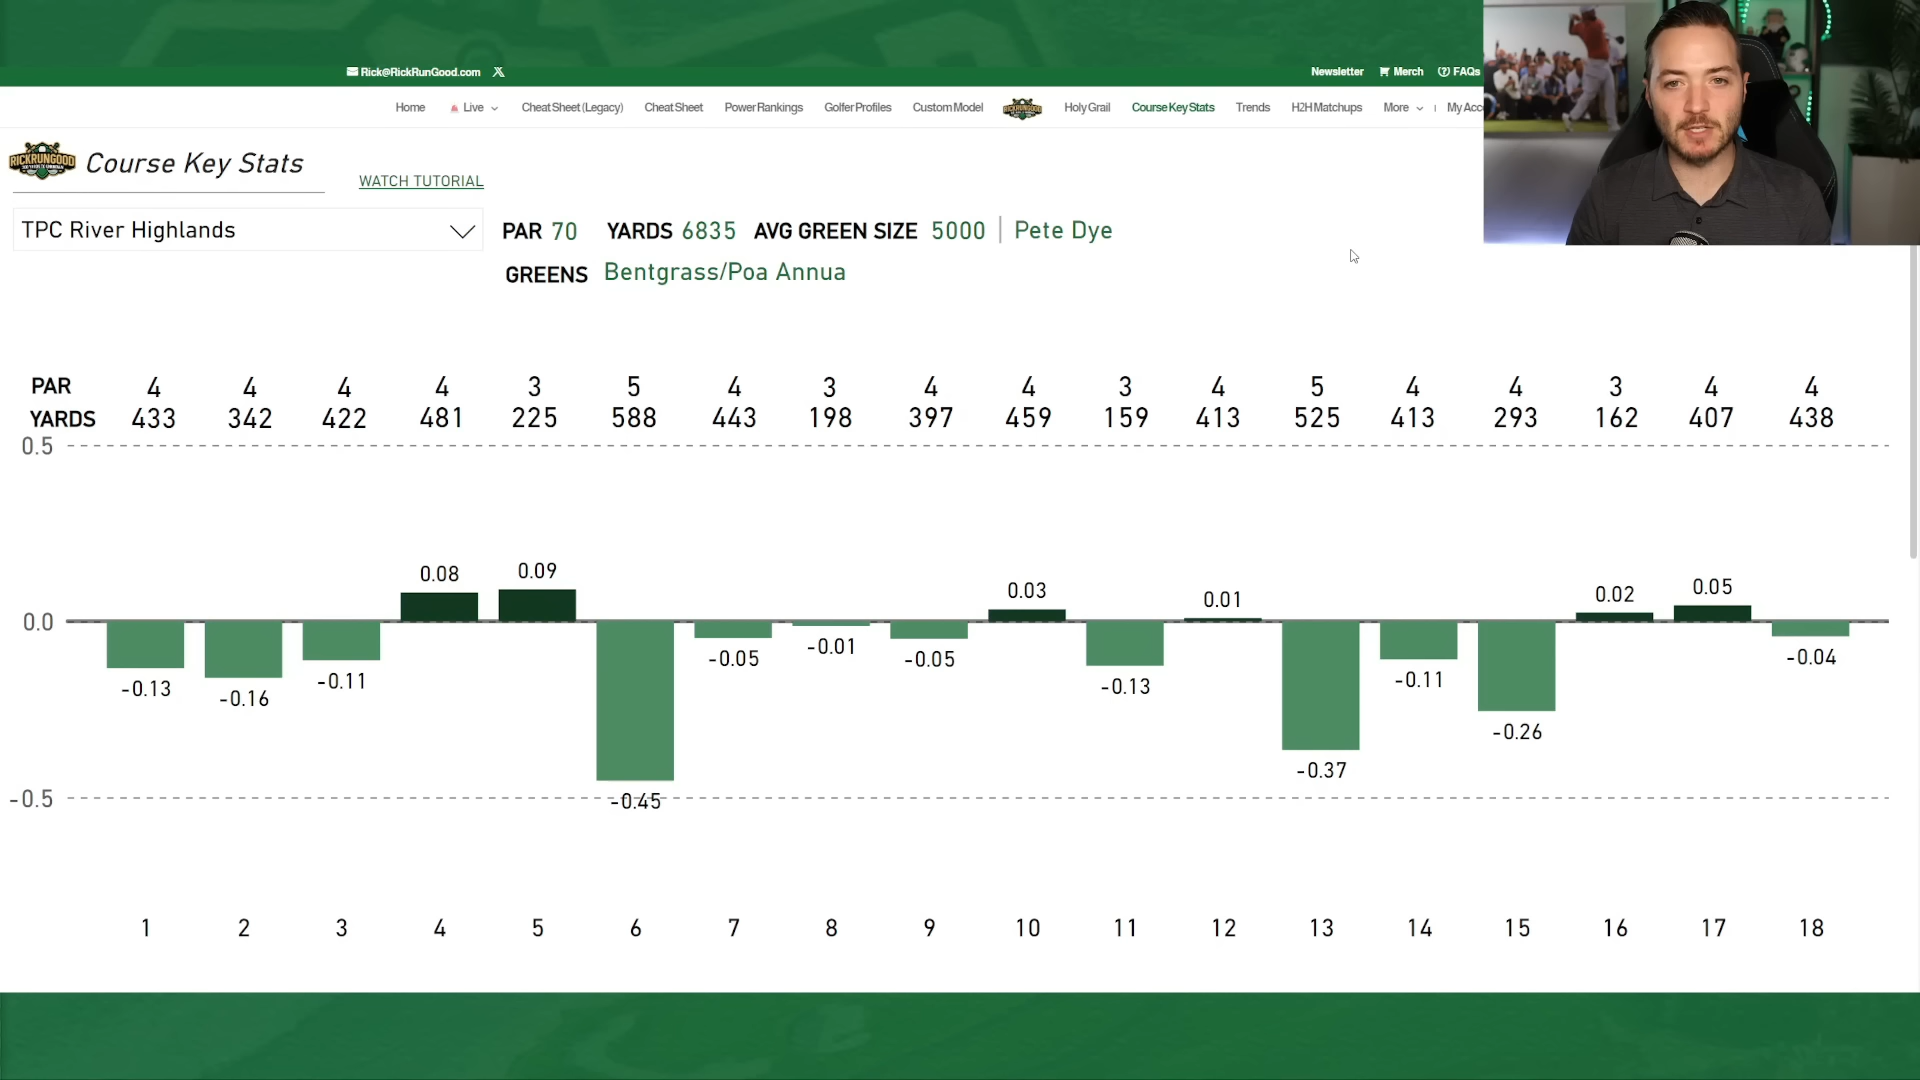 Rick@RickRunGood.com
Newsletter Merch FAQs
Home Live Cheat Sheet (Legacy) Cheat Sheet Power Rankings Golfer Profiles Custom Model RICKRUNGOOD Holy Grail Course Key Stats Trends H2H Matchups More My Acc
RICKRUNGOOD Course Key Stats
WATCH TUTORIAL
TPC River Highlands
PAR 70 YARDS 6835 AVG GREEN SIZE 5000 | Pete Dye
GREENS Bentgrass/Poa Annua
PAR 4 4 4 4 3 5 4 3 4 4 3 4 5 4 4 3 4 4
YARDS 433 342 422 481 225 588 443 198 397 459 159 413 525 413 293 162 407 438
0.5
0.08 0.09 0.03 0.01 0.02 0.05
0.0
-0.13 -0.16 -0.11 -0.45 -0.05 -0.01 -0.05 -0.13 -0.37 -0.11 -0.26 -0.04
-0.5
1 2 3 4 5 6 7 8 9 10 11 12 13 14 15 16 17 18